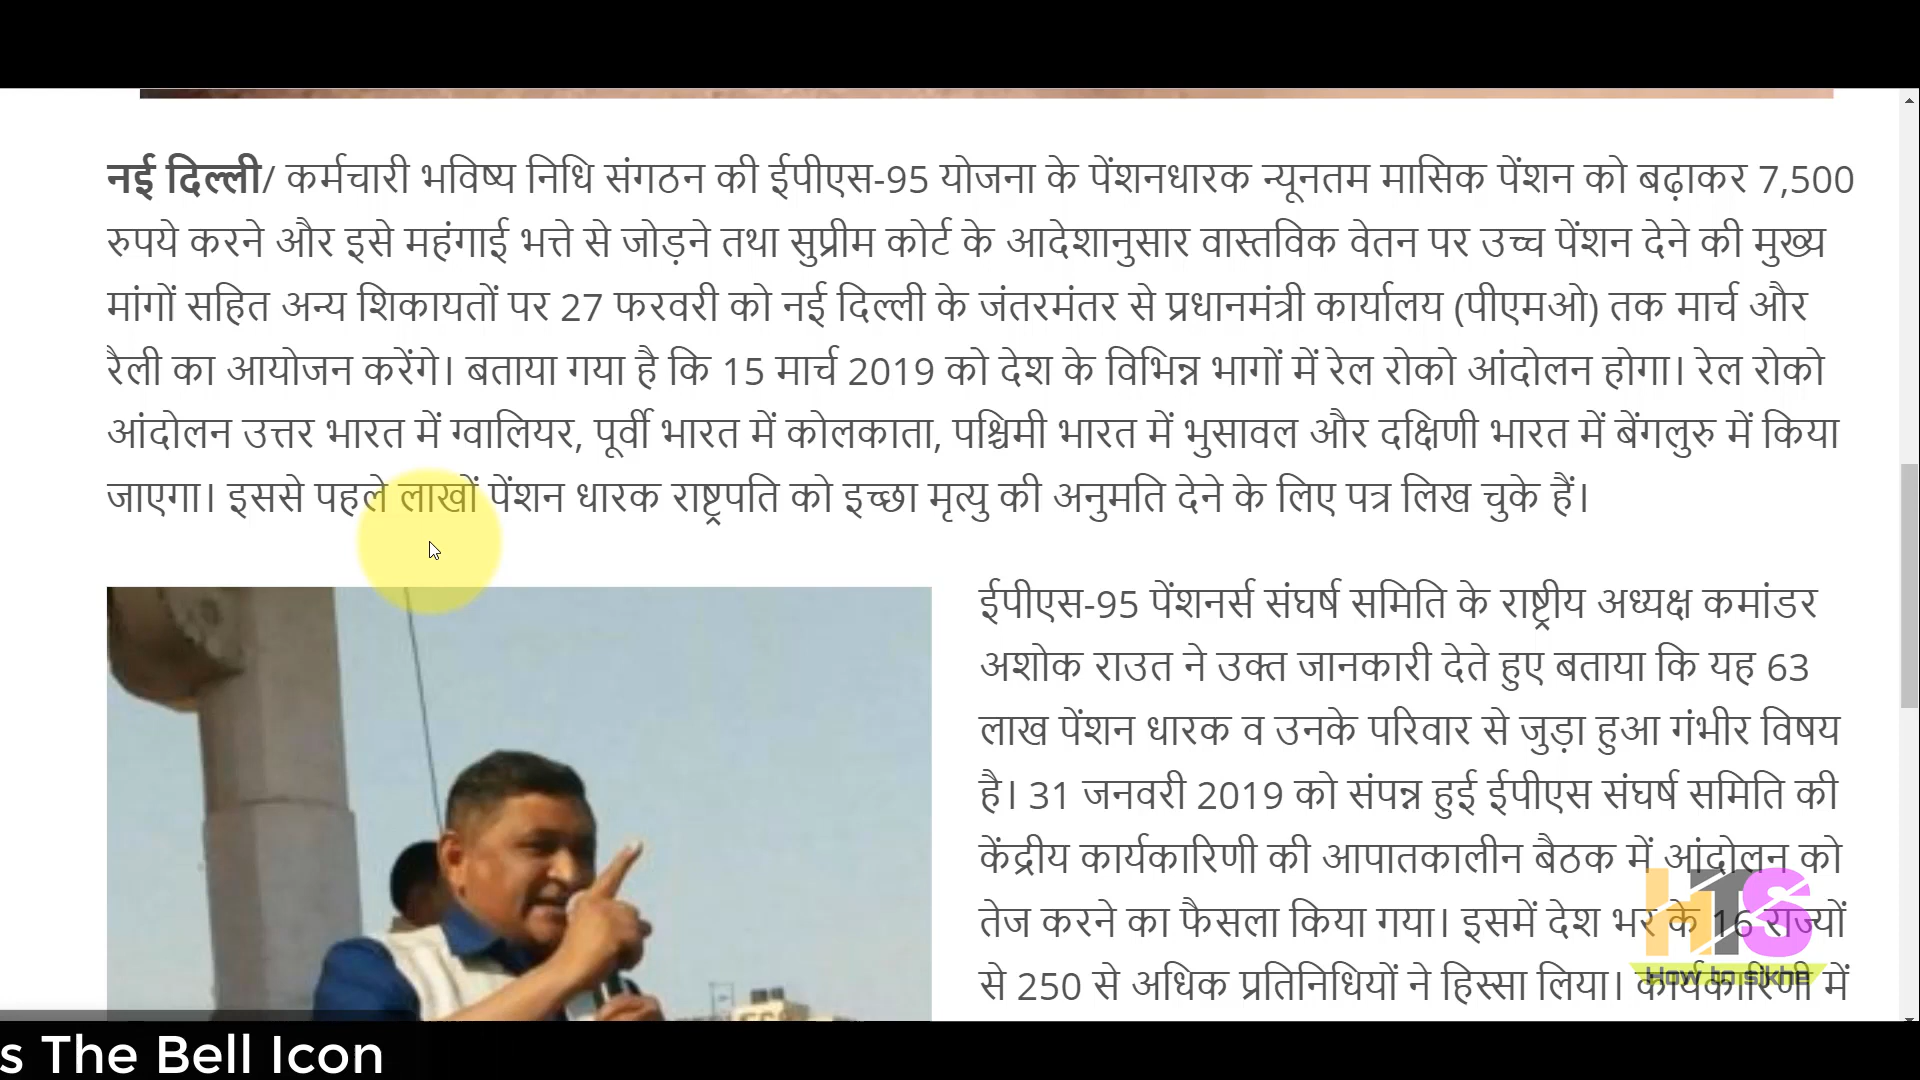 नई दिल्ली/ कर्मचारी भविष्य निधि संगठन की ईपीएस-95 योजना के पेंशनधारक न्यूनतम मासिक पेंशन को बढ़ाकर 7,500
रुपये करने और इसे महंगाई भत्ते से जोड़ने तथा सुप्रीम कोर्ट के आदेशानुसार वास्तविक वेतन पर उच्च पेंशन देने की मुख्य
मांगों सहित अन्य शिकायतों पर 27 फरवरी को नई दिल्ली के जंतरमंतर से प्रधानमंत्री कार्यालय (पीएमओ) तक मार्च और
रैली का आयोजन करेंगे। बताया गया है कि 15 मार्च 2019 को देश के विभिन्न भागों में रेल रोको आंदोलन होगा। रेल रोको
आंदोलन उत्तर भारत में ग्वालियर, पूर्वी भारत में कोलकाता, पश्चिमी भारत में भुसावल और दक्षिणी भारत में बेंगलुरु में किया
जाएगा। इससे पहले लाखों पेंशन धारक राष्ट्रपति को इच्छा मृत्यु की अनुमति देने के लिए पत्र लिख चुके हैं।
ईपीएस-95 पेंशनर्स संघर्ष समिति के राष्ट्रीय अध्यक्ष कमांडर
अशोक राउत ने उक्त जानकारी देते हुए बताया कि यह 63
लाख पेंशन धारक व उनके परिवार से जुड़ा हुआ गंभीर विषय
है। 31 जनवरी 2019 को संपन्न हुई ईपीएस संघर्ष समिति की
केंद्रीय कार्यकारिणी की आपातकालीन बैठक में आंदोलन को
तेज करने का फैसला किया गया। इसमें देश भर के 16 राज्यों
से 250 से अधिक प्रतिनिधियों ने हिस्सा लिया। कार्यकारिणी में
HTS
How to sikhe
s The Bell Icon